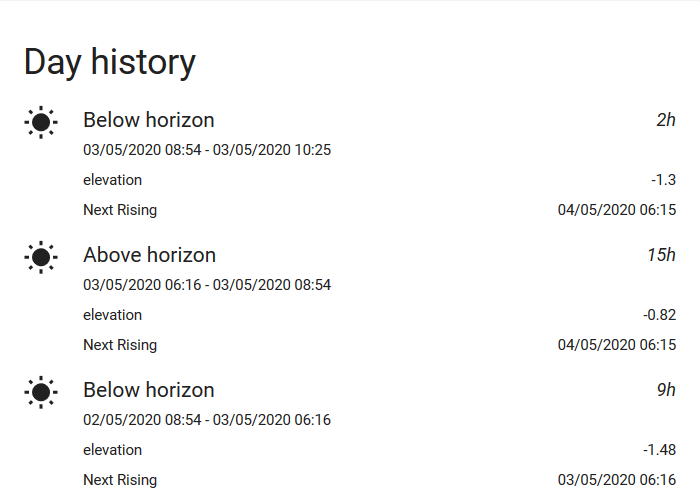 Day history
Below horizon 2h
03/05/2020 08:54 - 03/05/2020 10:25
elevation -1.3
Next Rising 04/05/2020 06:15
Above horizon 15h
03/05/2020 06:16 - 03/05/2020 08:54
elevation -0.82
Next Rising 04/05/2020 06:15
Below horizon 9h
02/05/2020 08:54 - 03/05/2020 06:16
elevation -1.48
Next Rising 03/05/2020 06:16